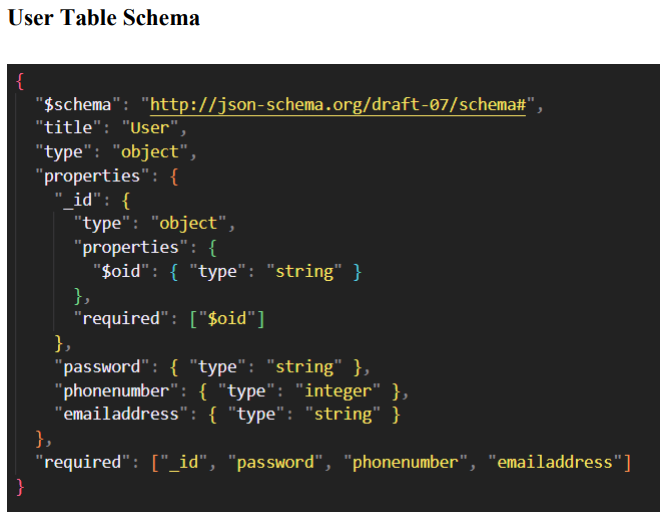 User Table Schema
{
"$schema": "http://json-schema.org/draft-07/schema#",
"title": "User",
"type": "object",
"properties": {
"_id": {
"type": "object",
"properties": {
"$oid": { "type": "string" }
},
"required": ["$oid"]
},
"password": { "type": "string" },
"phonenumber": { "type": "integer" },
"emailaddress": { "type": "string" }
},
"required": ["_id", "password", "phonenumber", "emailaddress"]
}